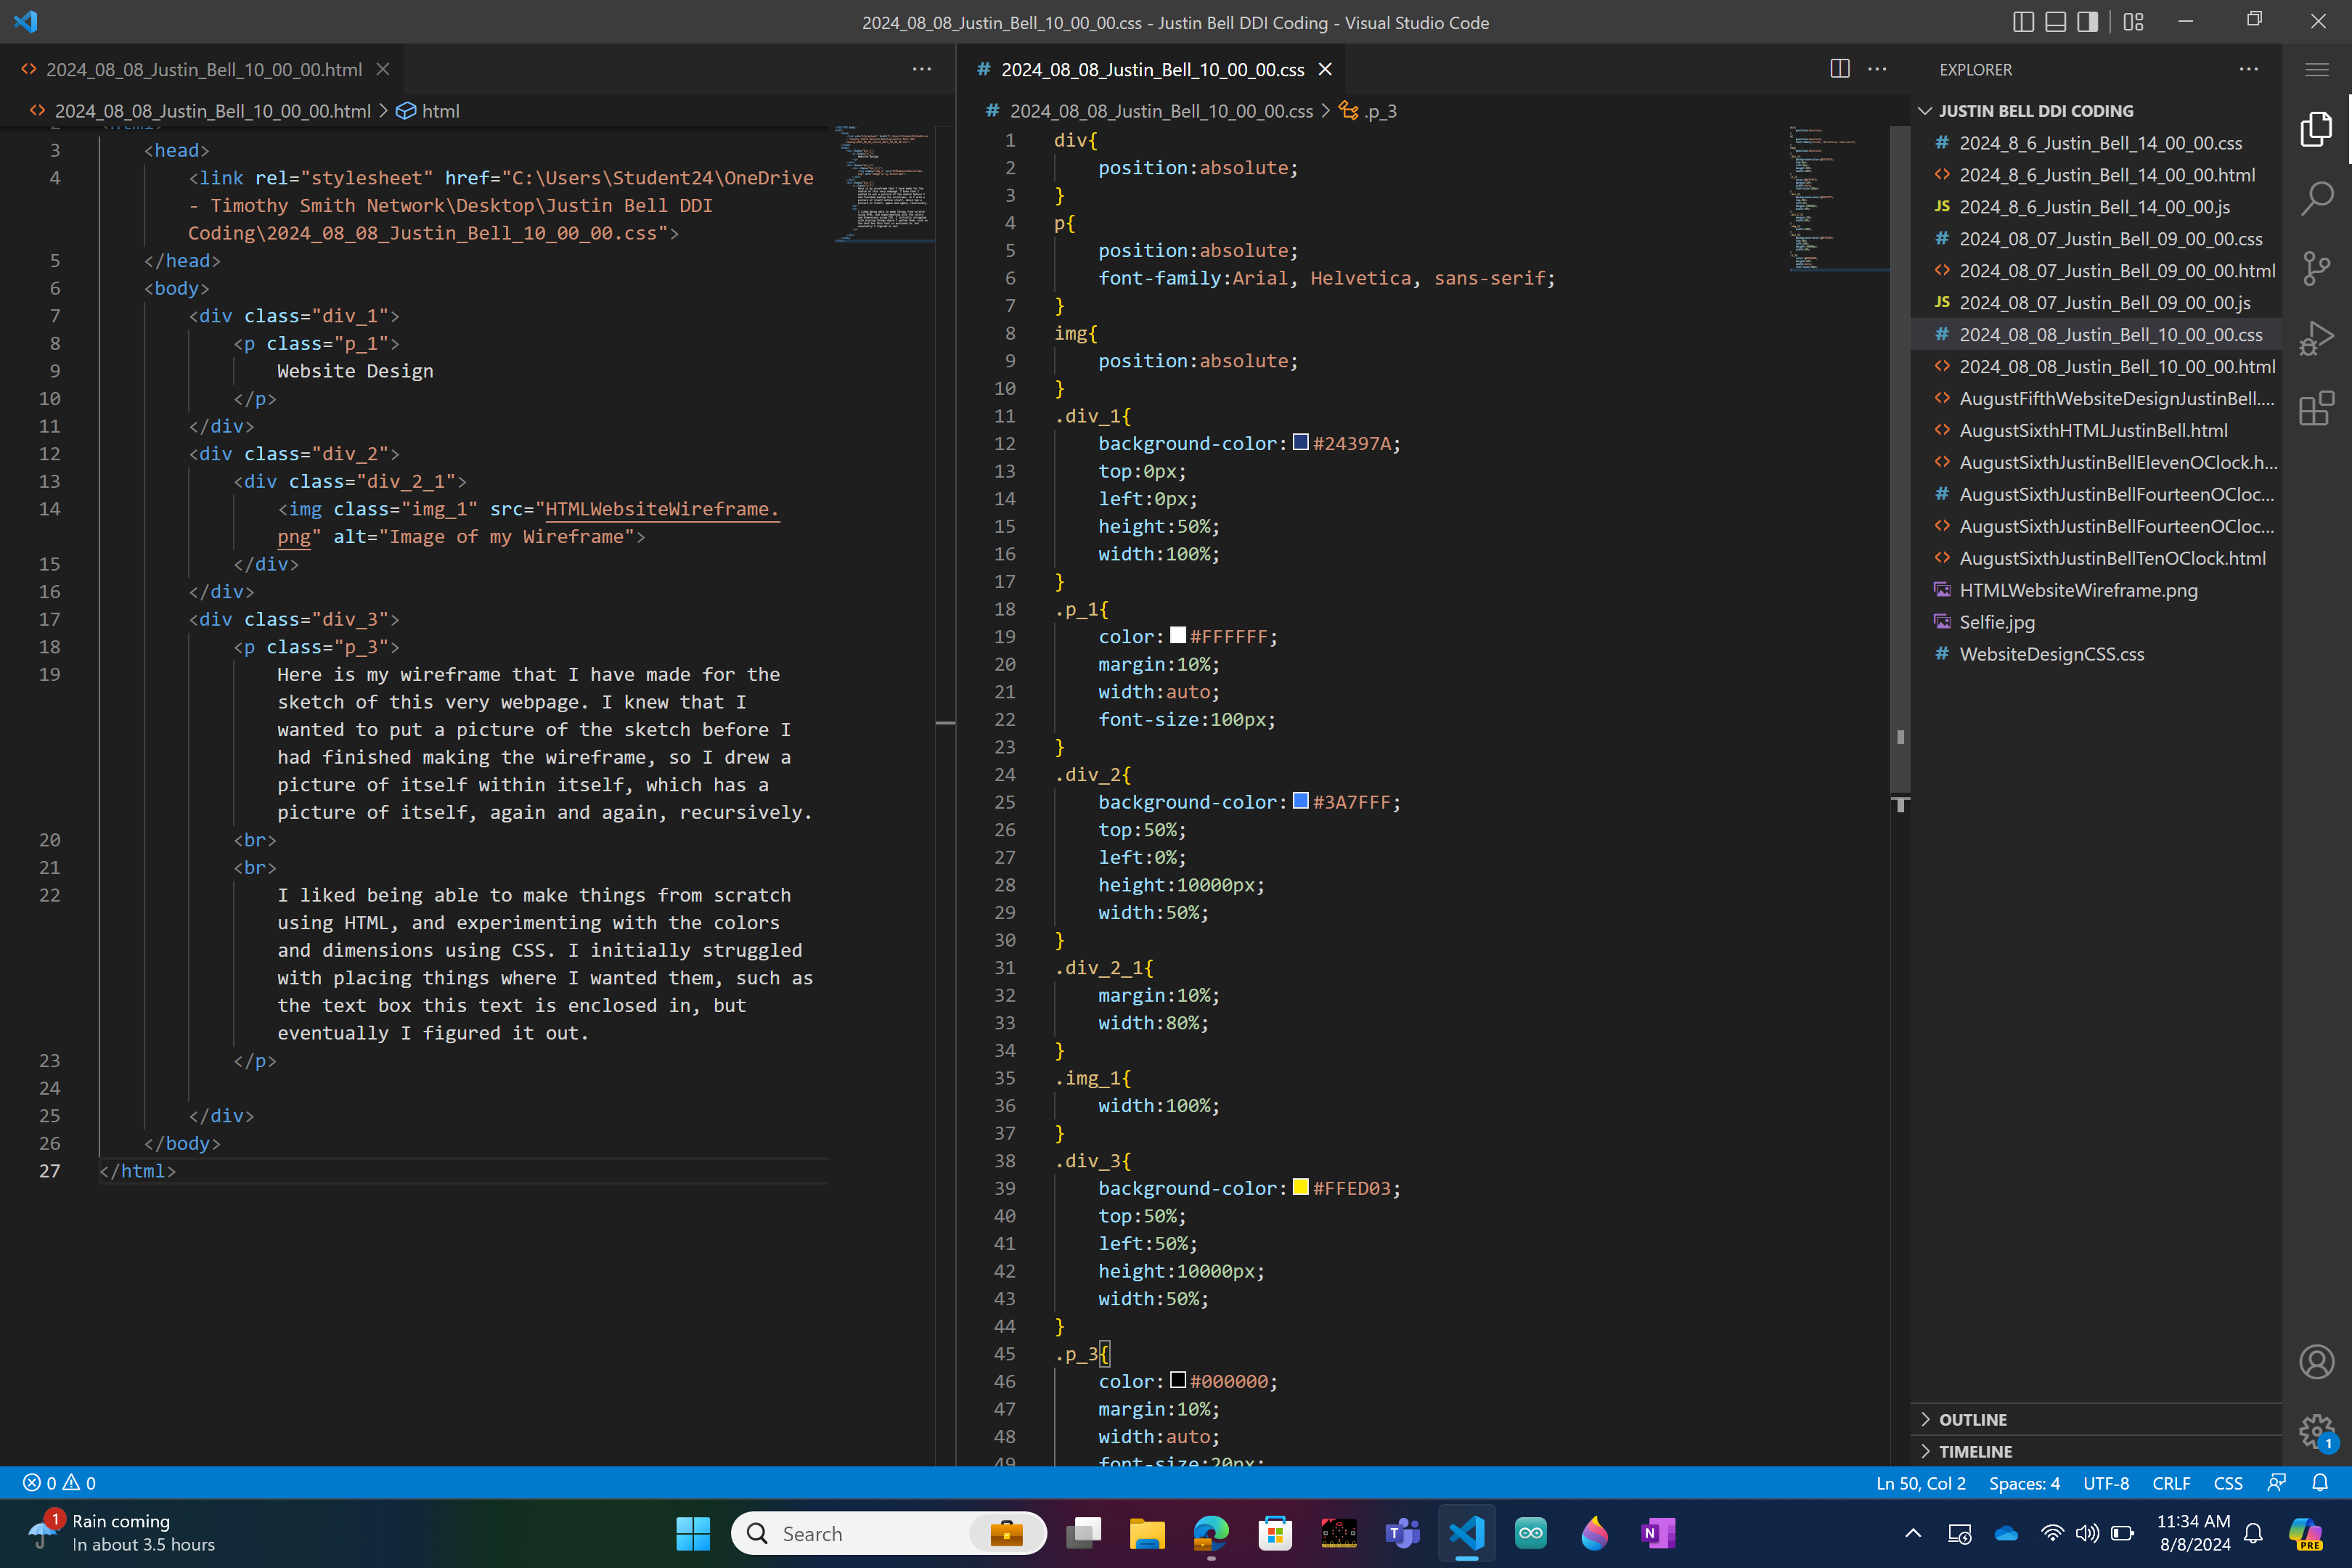 2024_08_08_Justin_Bell_10_00_00.css - Justin Bell DDI Coding - Visual Studio Code
2024_08_08_Justin_Bell_10_00_00.html
2024_08_08_Justin_Bell_10_00_00.html > html
3 <head>
4 <link rel="stylesheet" href="C:\Users\Student24\OneDrive
- Timothy Smith Network\Desktop\Justin Bell DDI
Coding\2024_08_08_Justin_Bell_10_00_00.css">
5 </head>
6 <body>
7 <div class="div_1">
8 <p class="p_1">
9 Website Design
10 </p>
11 </div>
12 <div class="div_2">
13 <div class="div_2_1">
14 <img class="img_1" src="HTMLWebsiteWireframe.
png" alt="Image of my Wireframe">
15 </div>
16 </div>
17 <div class="div_3">
18 <p class="p_3">
19 Here is my wireframe that I have made for the
sketch of this very webpage. I knew that I
wanted to put a picture of the sketch before I
had finished making the wireframe, so I drew a
picture of itself within itself, which has a
picture of itself, again and again, recursively.
20 <br>
21 <br>
22 I liked being able to make things from scratch
using HTML, and experimenting with the colors
and dimensions using CSS. I initially struggled
with placing things where I wanted them, such as
the text box this text is enclosed in, but
eventually I figured it out.
23 </p>
24
25 </div>
26 </body>
27 </html>
# 2024_08_08_Justin_Bell_10_00_00.css
# 2024_08_08_Justin_Bell_10_00_00.css > .p_3
1 div{
2 position:absolute;
3 }
4 p{
5 position:absolute;
6 font-family:Arial, Helvetica, sans-serif;
7 }
8 img{
9 position:absolute;
10 }
11 .div_1{
12 background-color:#24397A;
13 top:0px;
14 left:0px;
15 height:50%;
16 width:100%;
17 }
18 .p_1{
19 color:#FFFFFF;
20 margin:10%;
21 width:auto;
22 font-size:100px;
23 }
24 .div_2{
25 background-color:#3A7FFF;
26 top:50%;
27 left:0%;
28 height:10000px;
29 width:50%;
30 }
31 .div_2_1{
32 margin:10%;
33 width:80%;
34 }
35 .img_1{
36 width:100%;
37 }
38 .div_3{
39 background-color:#FFED03;
40 top:50%;
41 left:50%;
42 height:10000px;
43 width:50%;
44 }
45 .p_3{
46 color:#000000;
47 margin:10%;
48 width:auto;
49 font-size:20px;
EXPLORER
JUSTIN BELL DDI CODING
# 2024_8_6_Justin_Bell_14_00_00.css
2024_8_6_Justin_Bell_14_00_00.html
JS 2024_8_6_Justin_Bell_14_00_00.js
# 2024_08_07_Justin_Bell_09_00_00.css
2024_08_07_Justin_Bell_09_00_00.html
JS 2024_08_07_Justin_Bell_09_00_00.js
# 2024_08_08_Justin_Bell_10_00_00.css
2024_08_08_Justin_Bell_10_00_00.html
AugustFifthWebsiteDesignJustinBell....
AugustSixthHTMLJustinBell.html
AugustSixthJustinBellElevenOClock.h...
# AugustSixthJustinBellFourteenOCloc...
AugustSixthJustinBellFourteenOCloc...
AugustSixthJustinBellTenOClock.html
HTMLWebsiteWireframe.png
Selfie.jpg
# WebsiteDesignCSS.css
OUTLINE
TIMELINE
1
0 0
Ln 50, Col 2 Spaces: 4 UTF-8 CRLF CSS
1
Rain coming
In about 3.5 hours
Search
T
N
11:34 AM
8/8/2024
PRE